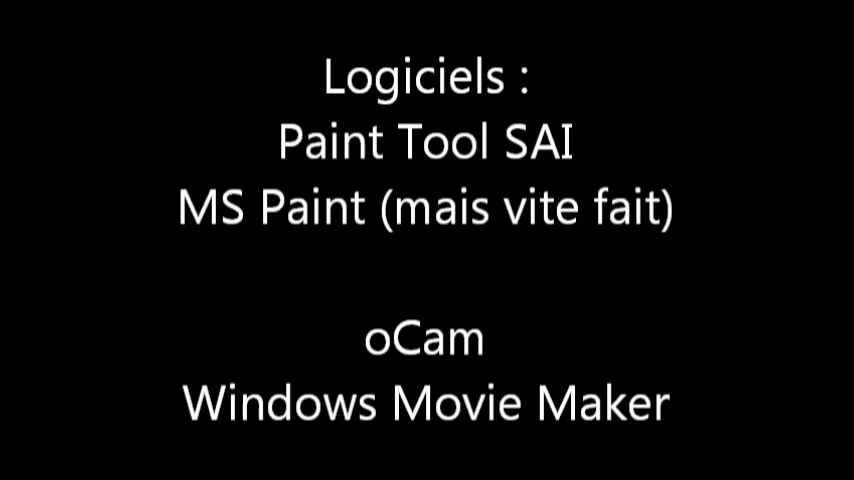 Logiciels :
Paint Tool SAI
MS Paint (mais vite fait)
oCam
Windows Movie Maker